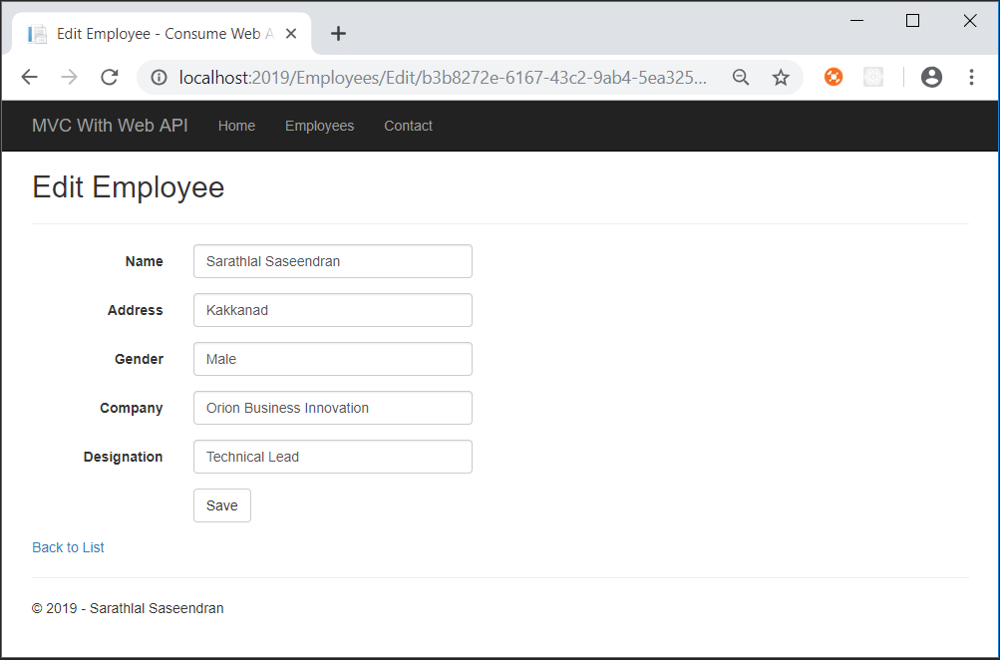 Edit Employee - Consume Web A
localhost:2019/Employees/Edit/b3b8272e-6167-43c2-9ab4-5ea325...
MVC With Web API Home Employees Contact
Edit Employee
Name Sarathlal Saseendran
Address Kakkanad
Gender Male
Company Orion Business Innovation
Designation Technical Lead
Save
Back to List
© 2019 - Sarathlal Saseendran